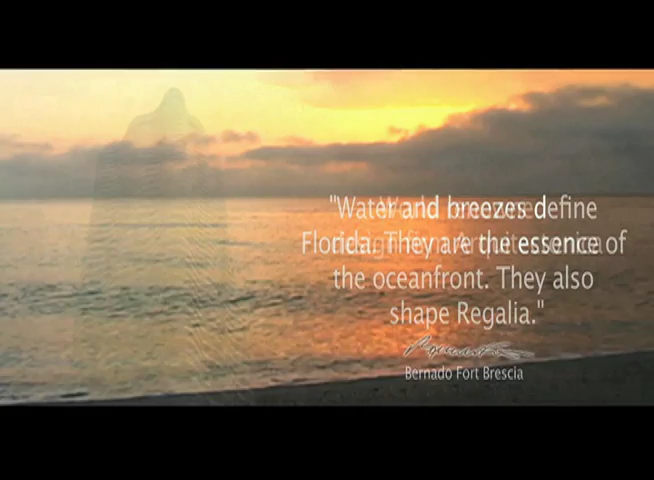 "Water and breezes define
Florida. They are the essence of
the oceanfront. They also
shape Regalia."
Bernado Fort Brescia